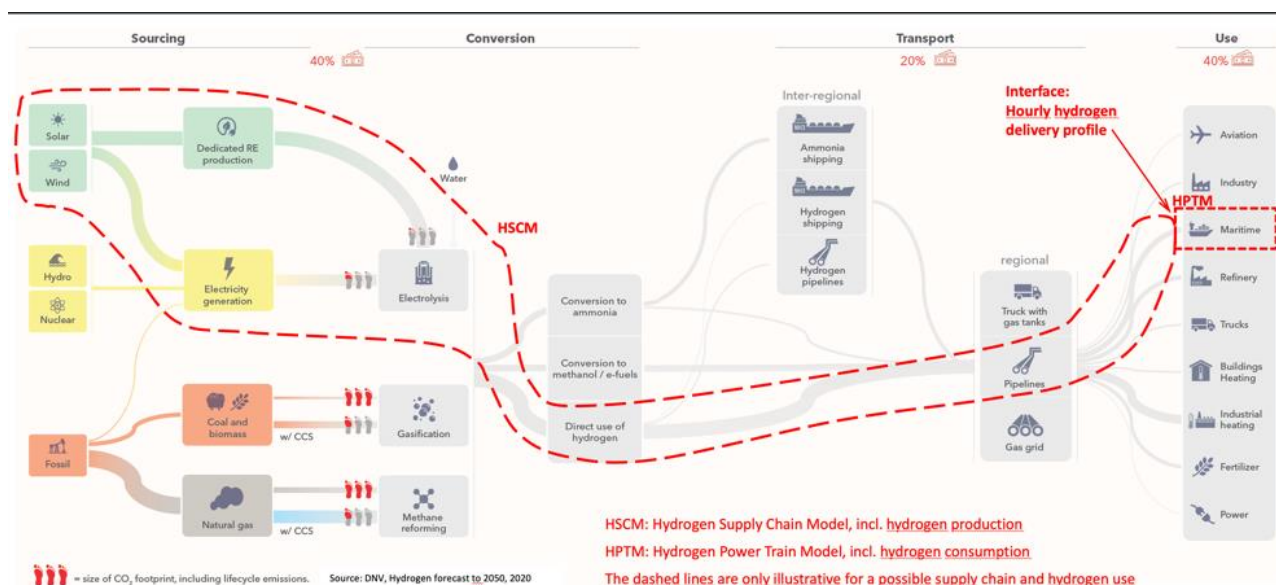 Sourcing
Conversion
Transport
Use
40%
20%
40%
Solar
Wind
Dedicated RE
production
Water
Hydro
Nuclear
Electricity
generation
Electrolysis
HSCM
Fossil
Coal and
biomass
w/ CCS
Gasification
Natural gas
w/ CCS
Methane
reforming
Conversion to
ammonia
Conversion to
methanol / e-fuels
Direct use of
hydrogen
Inter-regional
Ammonia
shipping
Hydrogen
shipping
Hydrogen
pipelines
regional
Truck with
gas tanks
Pipelines
Gas grid
Interface:
Hourly hydrogen
delivery profile
HPTM
Aviation
Industry
Maritime
Refinery
Trucks
Buildings
Heating
Industrial
heating
Fertilizer
Power
HSCM: Hydrogen Supply Chain Model, incl. hydrogen production
HPTM: Hydrogen Power Train Model, incl. hydrogen consumption
The dashed lines are only illustrative for a possible supply chain and hydrogen use
= size of CO₂ footprint, including lifecycle emissions. Source: DNV, Hydrogen forecast to 2050, 2020